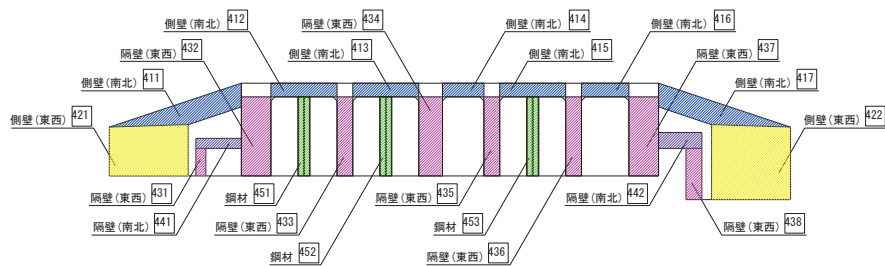 側壁(南北) 412
隔壁(東西) 434
側壁(南北) 414
側壁(南北) 416
隔壁(東西) 432
側壁(南北) 413
側壁(南北) 415
隔壁(東西) 437
側壁(南北) 411
側壁(南北) 417
側壁(東西) 421
側壁(東西) 422
隔壁(東西) 431
鋼材 451
隔壁(東西) 435
隔壁(南北) 442
隔壁(南北) 441
隔壁(東西) 433
鋼材 453
隔壁(東西) 438
鋼材 452
隔壁(東西) 436